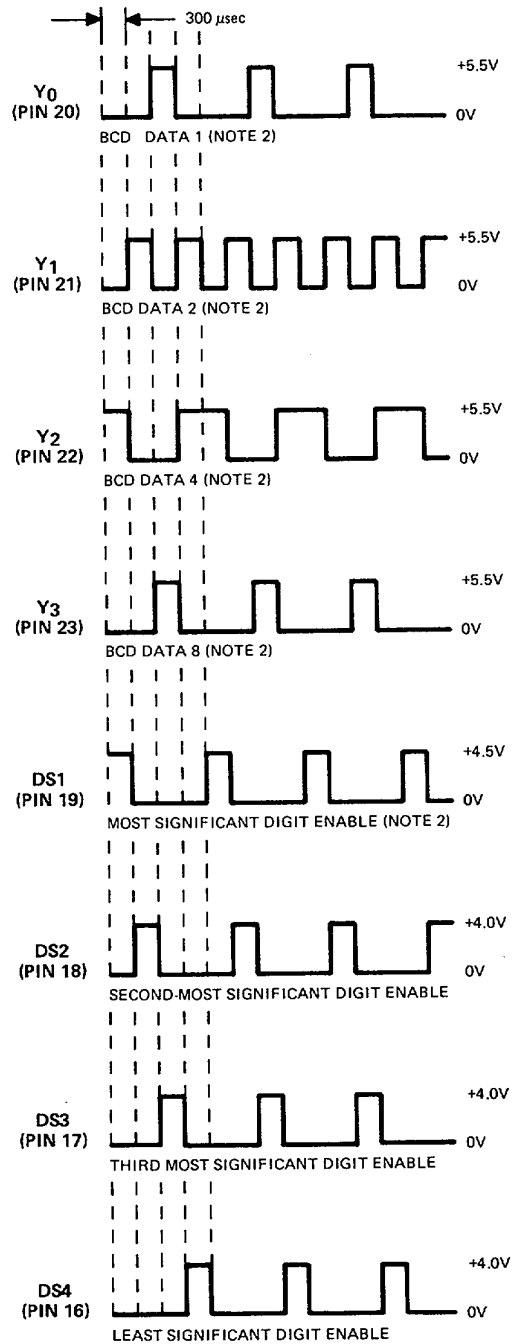 300 μsec
+5.5V
Y0
(PIN 20)
0V
BCD DATA 1 (NOTE 2)
+5.5V
Y1
(PIN 21)
0V
BCD DATA 2 (NOTE 2)
+5.5V
Y2
(PIN 22)
0V
BCD DATA 4 (NOTE 2)
+5.5V
Y3
(PIN 23)
0V
BCD DATA 8 (NOTE 2)
+4.5V
DS1
(PIN 19)
0V
MOST SIGNIFICANT DIGIT ENABLE (NOTE 2)
+4.0V
DS2
(PIN 18)
0V
SECOND-MOST SIGNIFICANT DIGIT ENABLE
+4.0V
DS3
(PIN 17)
0V
THIRD MOST SIGNIFICANT DIGIT ENABLE
+4.0V
DS4
(PIN 16)
0V
LEAST SIGNIFICANT DIGIT ENABLE